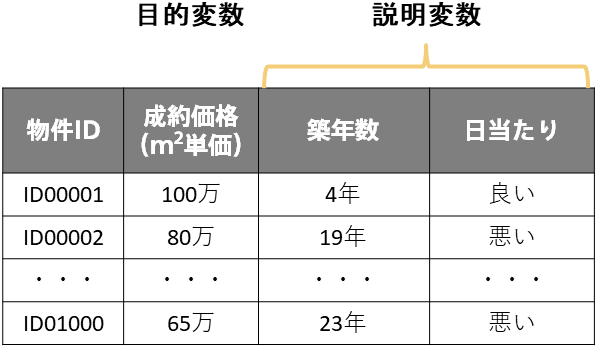 目的変数 説明変数
物件ID 成約価格 築年数 日当たり
(m²単価)
ID00001 100万 4年 良い
ID00002 80万 19年 悪い
・・・ ・・・ ・・・ ・・・
ID01000 65万 23年 悪い